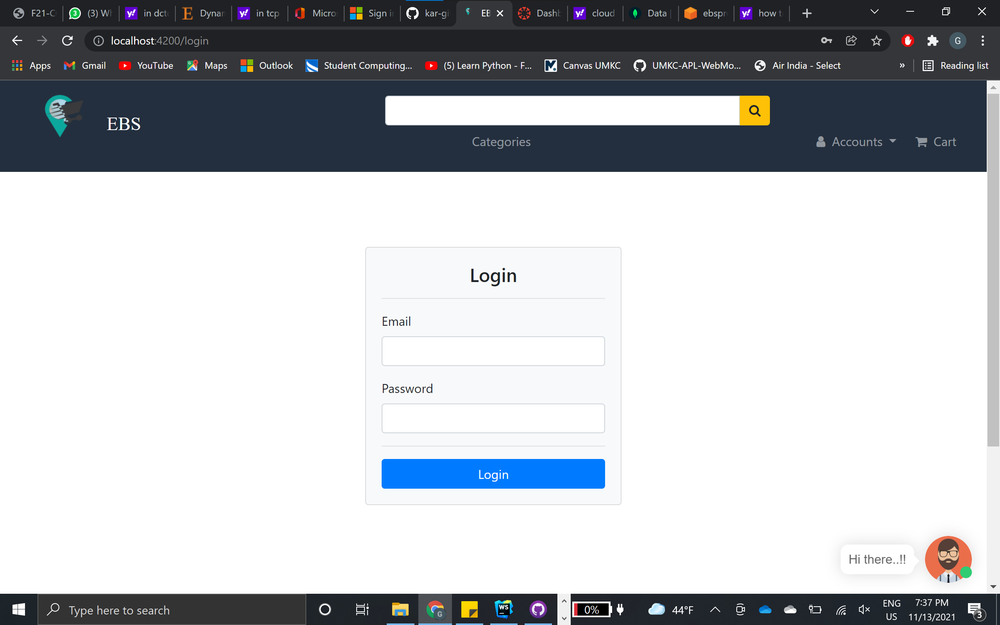 F21-C
(3) Wh
in dct
Dynan
in tcp
Micro
Sign i
kar-gi
EB
Dashb
cloud
Data
ebspr
how t
localhost:4200/login
G
Apps
Gmail
YouTube
Maps
Outlook
Student Computing...
(5) Learn Python - F...
Canvas UMKC
UMKC-APL-WebMo...
Air India - Select
»
Reading list
EBS
Categories
Accounts
Cart
Login
Email
Password
Login
Hi there..!!
Type here to search
0%
44°F
ENG
US
7:37 PM
11/13/2021
3